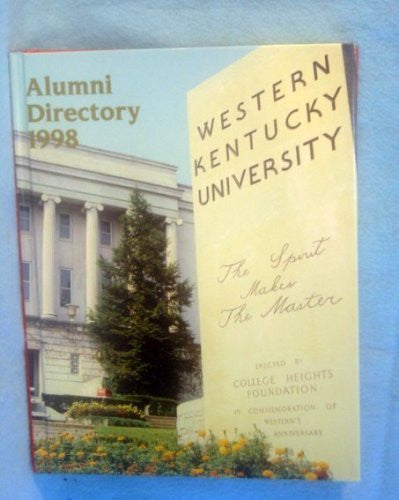 Alumni
Directory
1998
WESTERN
KENTUCKY
UNIVERSITY
The Spirit
Makes
The Master
ERECTED BY
COLLEGE HEIGHTS
FOUNDATION
IN COMMEMORATION OF
WESTERN'S
ANNIVERSARY